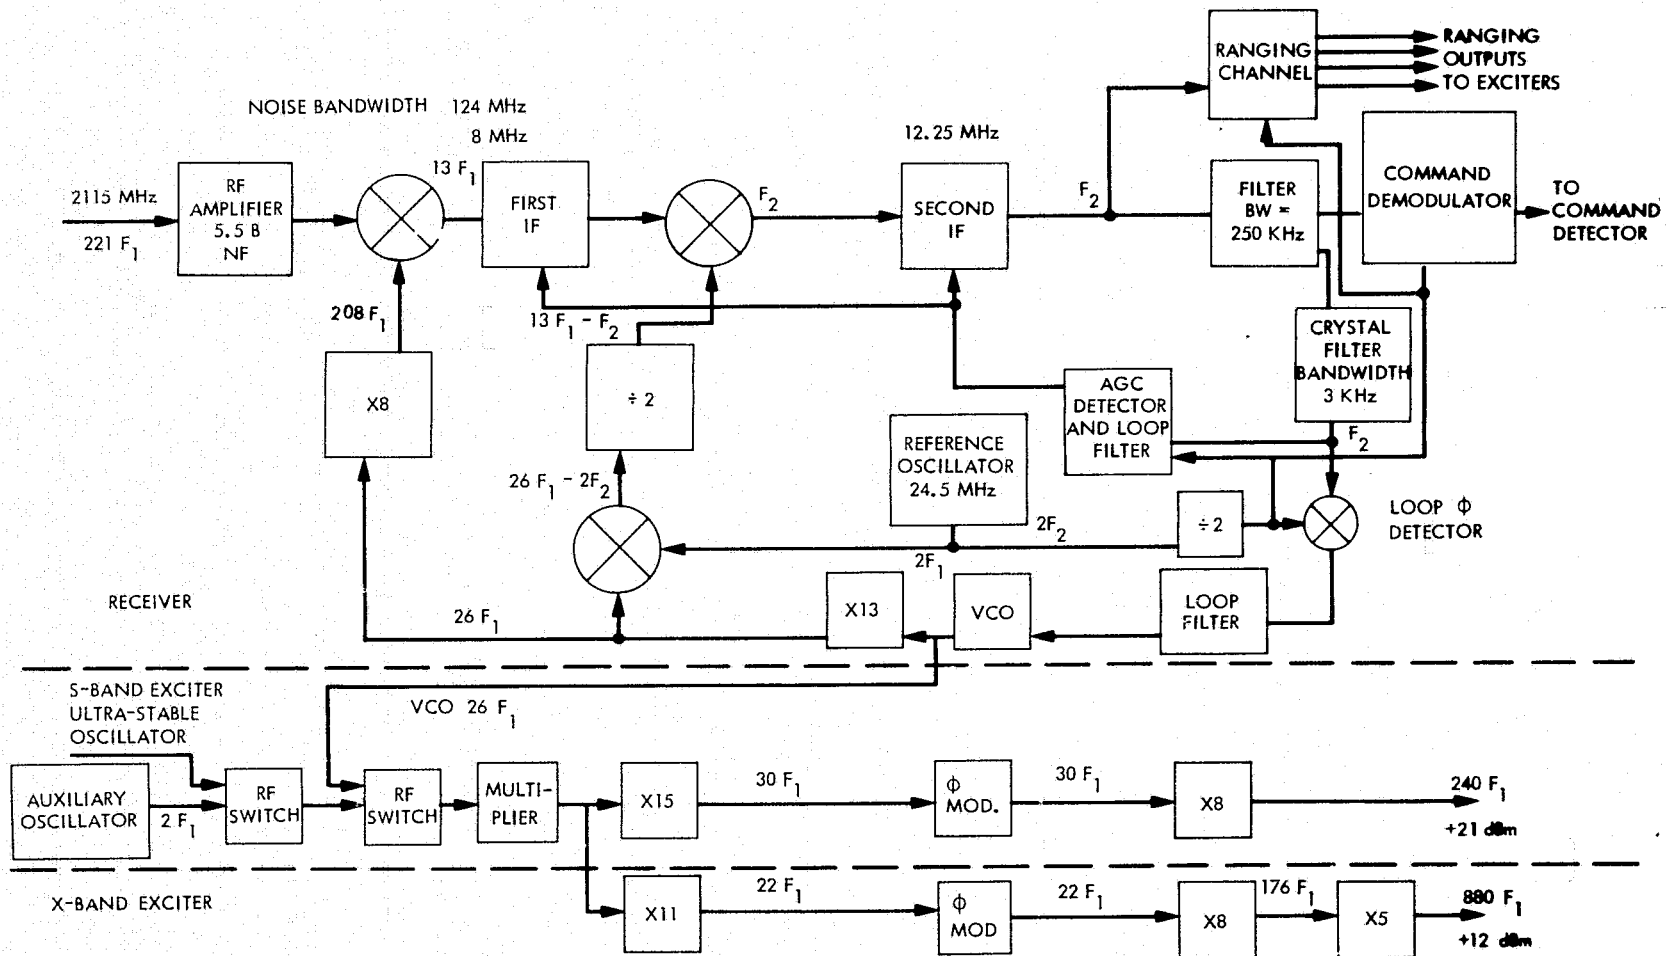 RANGING
CHANNEL
RANGING
OUTPUTS
TO EXCITERS
NOISE BANDWIDTH 124 MHz
8 MHz
12.25 MHz
2115 MHz
221 F1
RF
AMPLIFIER
5.5 B
NF
13 F1
FIRST
IF
F2
SECOND
IF
F2
FILTER
BW =
250 KHz
COMMAND
DEMODULATOR
TO
COMMAND
DETECTOR
208 F1
13 F1 - F2
X8
÷ 2
AGC
DETECTOR
AND LOOP
FILTER
CRYSTAL
FILTER
BANDWIDTH
3 KHz
F2
REFERENCE
OSCILLATOR
24.5 MHz
26 F1 - 2F2
2F2
÷2
LOOP Φ
DETECTOR
2F1
RECEIVER
26 F1
X13
VCO
LOOP
FILTER
S-BAND EXCITER
ULTRA-STABLE
OSCILLATOR
VCO 26 F1
AUXILIARY
OSCILLATOR
2 F1
RF
SWITCH
RF
SWITCH
MULTI-
PLIER
X15
30 F1
Φ
MOD.
30 F1
X8
240 F1
+21 dBm
X-BAND EXCITER
X11
22 F1
Φ
MOD
22 F1
X8
176 F1
X5
880 F1
+12 dBm